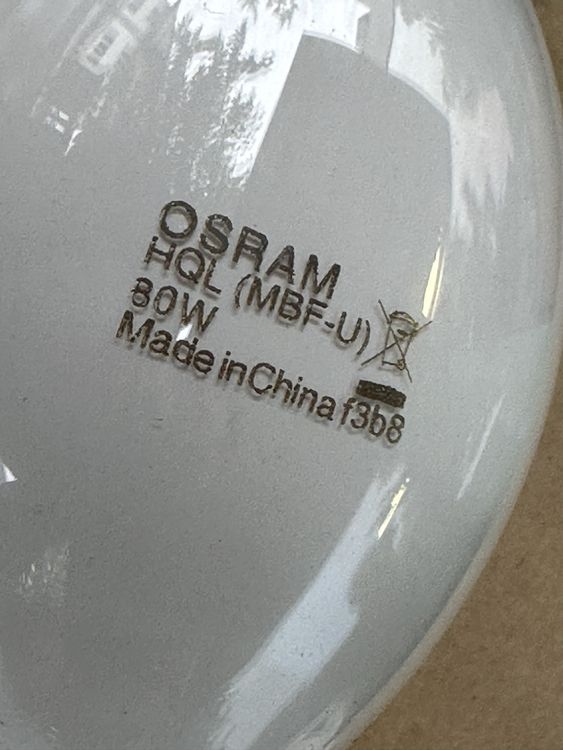 OSRAM
HQL (MBF-U)
80W
Made in China f3b8